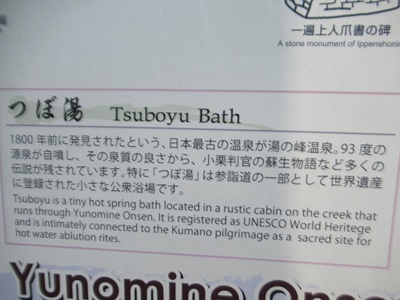 一遍上人爪書の碑
A stone monument of Ippenshonin
つぼ湯 Tsuboyu Bath
1800 年前に発見されたという、日本最古の温泉が湯の峰温泉。93 度の
源泉が自噴し、その泉質の良さから、小栗判官の蘇生物語など多くの
伝説が残されています。特に「つぼ湯」は参詣道の一部として世界遺産
に登録された小さな公衆浴場です。
Tsuboyu is a tiny hot spring bath located in a rustic cabin on the creek that
runs through Yunomine Onsen. It is registered as UNESCO World Heritege
and is intimately connected to the Kumano pilgrimage as a sacred site for
hot water ablution rites.
Yunomine Onse